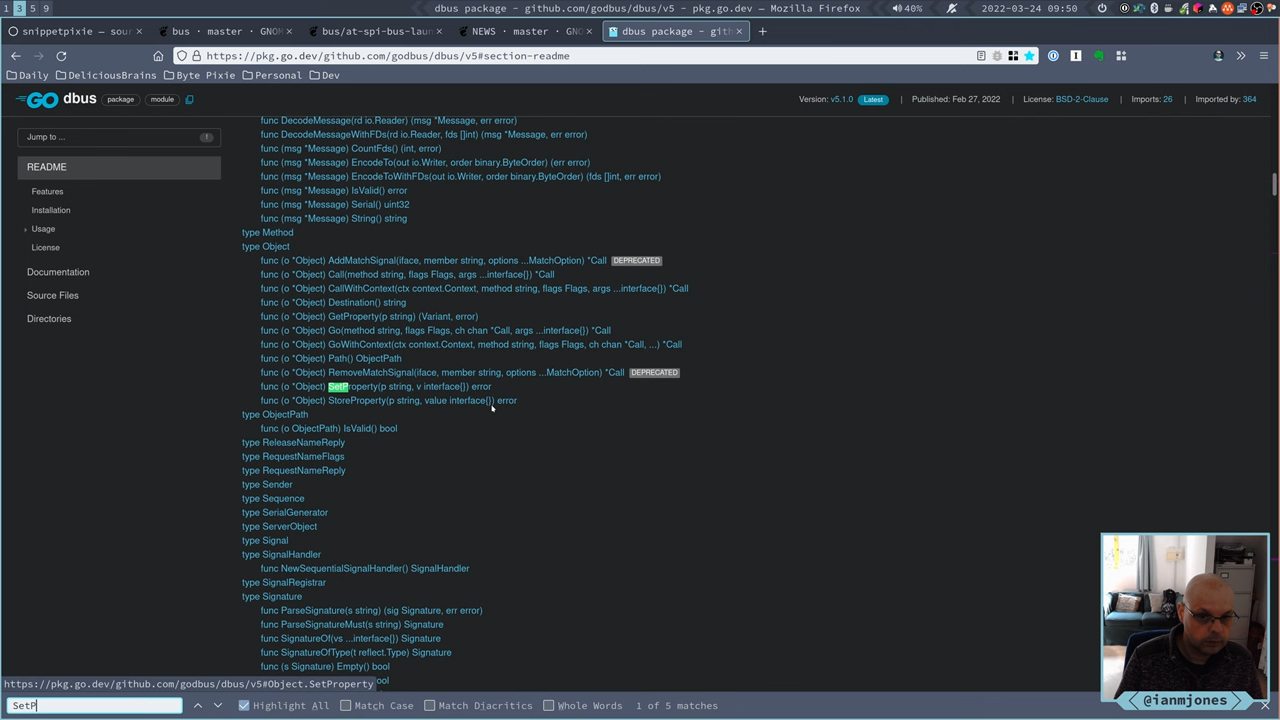 1 3 5 9
dbus package - github.com/godbus/dbus/v5 - pkg.go.dev — Mozilla Firefox
40%
2022-03-24 09:50
snippetpixie — sour
bus · master · GNOM
bus/at-spi-bus-laun
NEWS · master · GNO
dbus package - gith
https://pkg.go.dev/github.com/godbus/dbus/v5#section-readme
Daily
DeliciousBrains
Byte Pixie
Personal
Dev
GO dbus package module
Version: v5.1.0 Latest | Published: Feb 27, 2022 | License: BSD-2-Clause | Imports: 26 | Imported by: 364
Jump to ...
README
Features
Installation
Usage
License
Documentation
Source Files
Directories
func DecodeMessage(rd io.Reader) (msg *Message, err error)
func DecodeMessageWithFDs(rd io.Reader, fds []int) (msg *Message, err error)
func (msg *Message) CountFds() (int, error)
func (msg *Message) EncodeTo(out io.Writer, order binary.ByteOrder) (err error)
func (msg *Message) EncodeToWithFDs(out io.Writer, order binary.ByteOrder) (fds []int, err error)
func (msg *Message) IsValid() error
func (msg *Message) Serial() uint32
func (msg *Message) String() string
type Method
type Object
func (o *Object) AddMatchSignal(iface, member string, options ...MatchOption) *Call DEPRECATED
func (o *Object) Call(method string, flags Flags, args ...interface{}) *Call
func (o *Object) CallWithContext(ctx context.Context, method string, flags Flags, args ...interface{}) *Call
func (o *Object) Destination() string
func (o *Object) GetProperty(p string) (Variant, error)
func (o *Object) Go(method string, flags Flags, ch chan *Call, args ...interface{}) *Call
func (o *Object) GoWithContext(ctx context.Context, method string, flags Flags, ch chan *Call, ...) *Call
func (o *Object) Path() ObjectPath
func (o *Object) RemoveMatchSignal(iface, member string, options ...MatchOption) *Call DEPRECATED
func (o *Object) SetProperty(p string, v interface{}) error
func (o *Object) StoreProperty(p string, value interface{}) error
type ObjectPath
func (o ObjectPath) IsValid() bool
type ReleaseNameReply
type RequestNameFlags
type RequestNameReply
type Sender
type Sequence
type SerialGenerator
type ServerObject
type Signal
type SignalHandler
func NewSequentialSignalHandler() SignalHandler
type SignalRegistrar
type Signature
func ParseSignature(s string) (sig Signature, err error)
func ParseSignatureMust(s string) Signature
func SignatureOf(vs ...interface{}) Signature
func SignatureOfType(t reflect.Type) Signature
func (s Signature) Empty() bool
ool
https://pkg.go.dev/github.com/godbus/dbus/v5#Object.SetProperty
SetP
Highlight All
Match Case
Match Diacritics
Whole Words
1 of 5 matches
@ianmjones